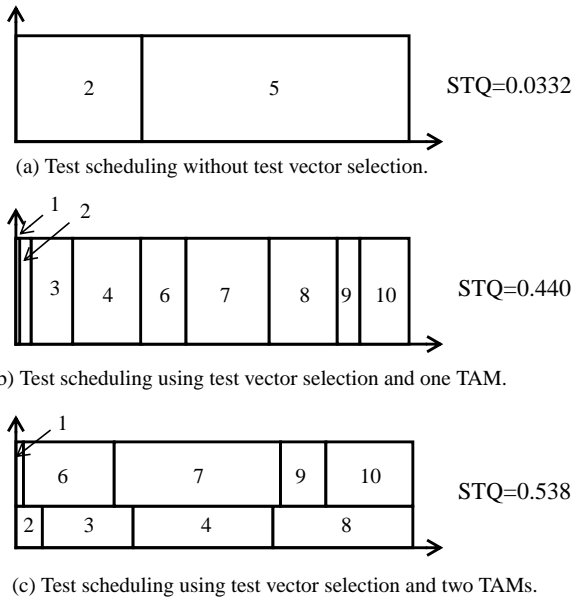 2 5 STQ=0.0332
(a) Test scheduling without test vector selection.
1 2
3 4 6 7 8 9 10 STQ=0.440
) Test scheduling using test vector selection and one TAM.
1
6 7 9 10
STQ=0.538
2 3 4 8
(c) Test scheduling using test vector selection and two TAMs.